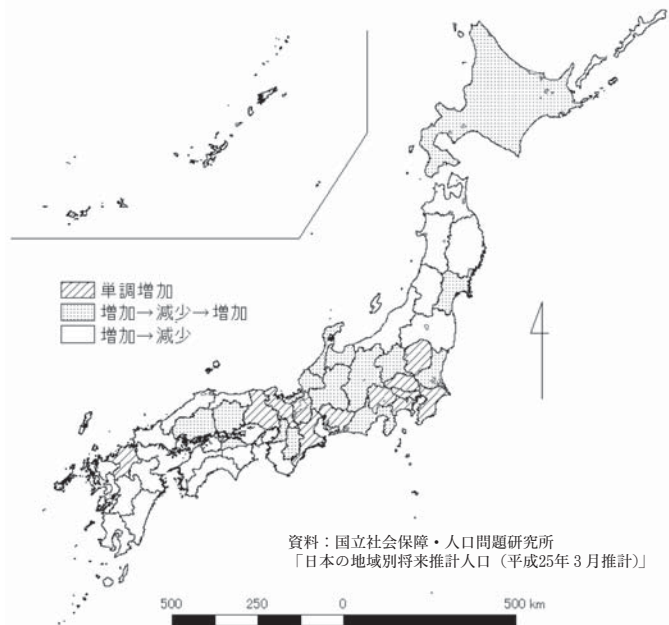 単調増加
増加→減少→増加
増加→減少
資料：国立社会保障・人口問題研究所
「日本の地域別将来推計人口（平成25年３月推計）」
500 250 0 500 km